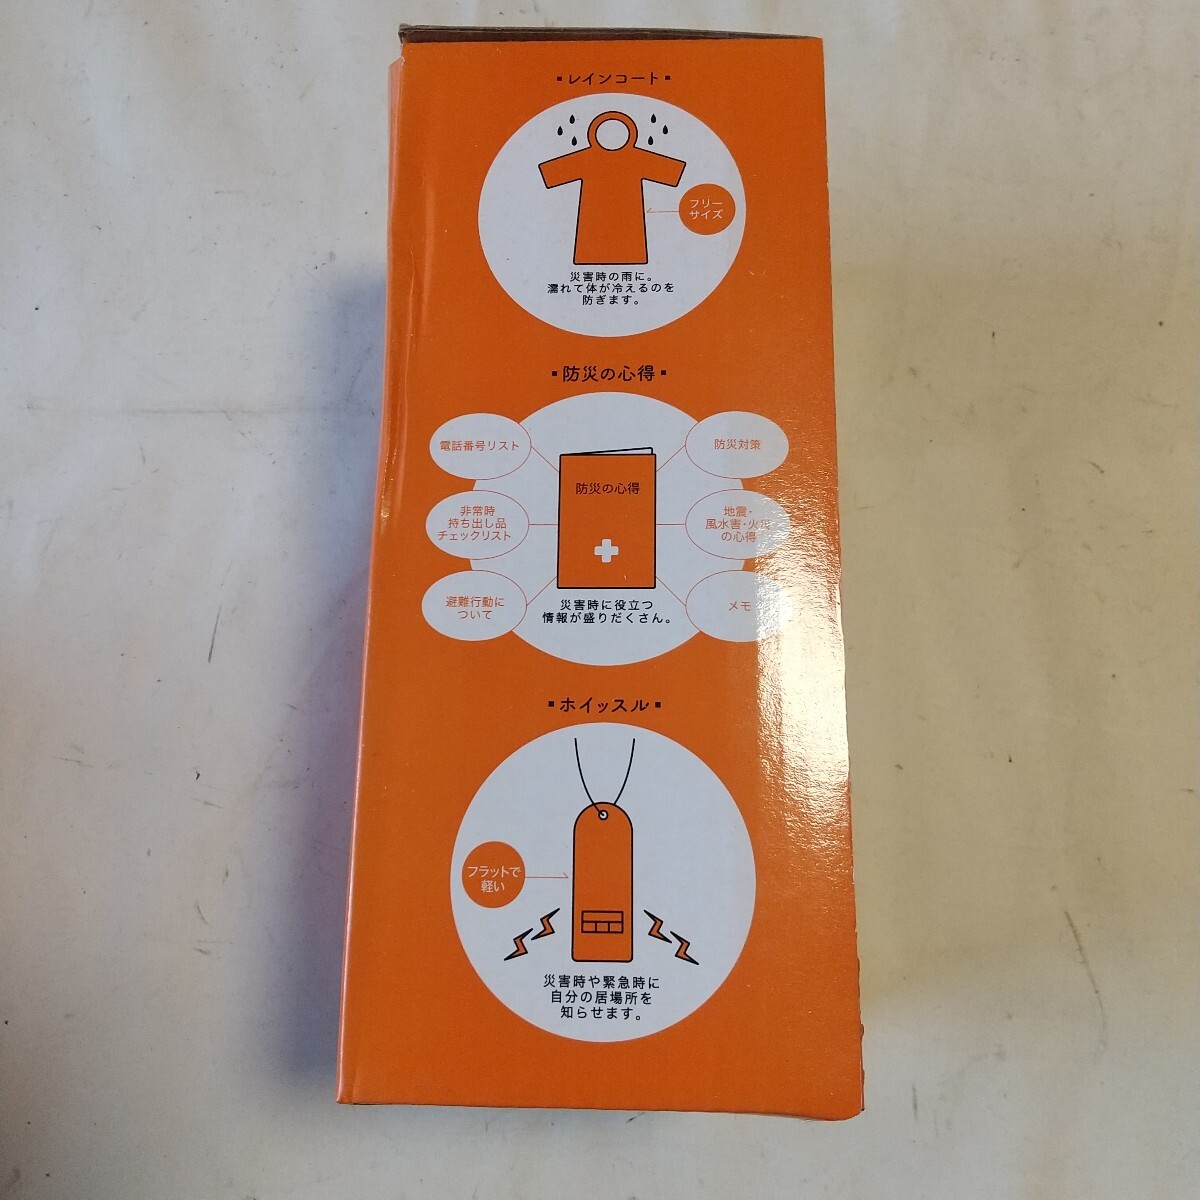 レインコート
フリー
サイズ
災害時の雨に。
濡れて体が冷えるのを
防ぎます。
防災の心得
電話番号リスト
非常時
持ち出し品
チェックリスト
避難行動に
ついて
防災の心得
防災対策
地震・
風水害・火災
の心得
メモ
災害時に役立つ
情報が盛りだくさん。
ホイッスル
フラットで
軽い
災害時や緊急時に
自分の居場所を
知らせます。